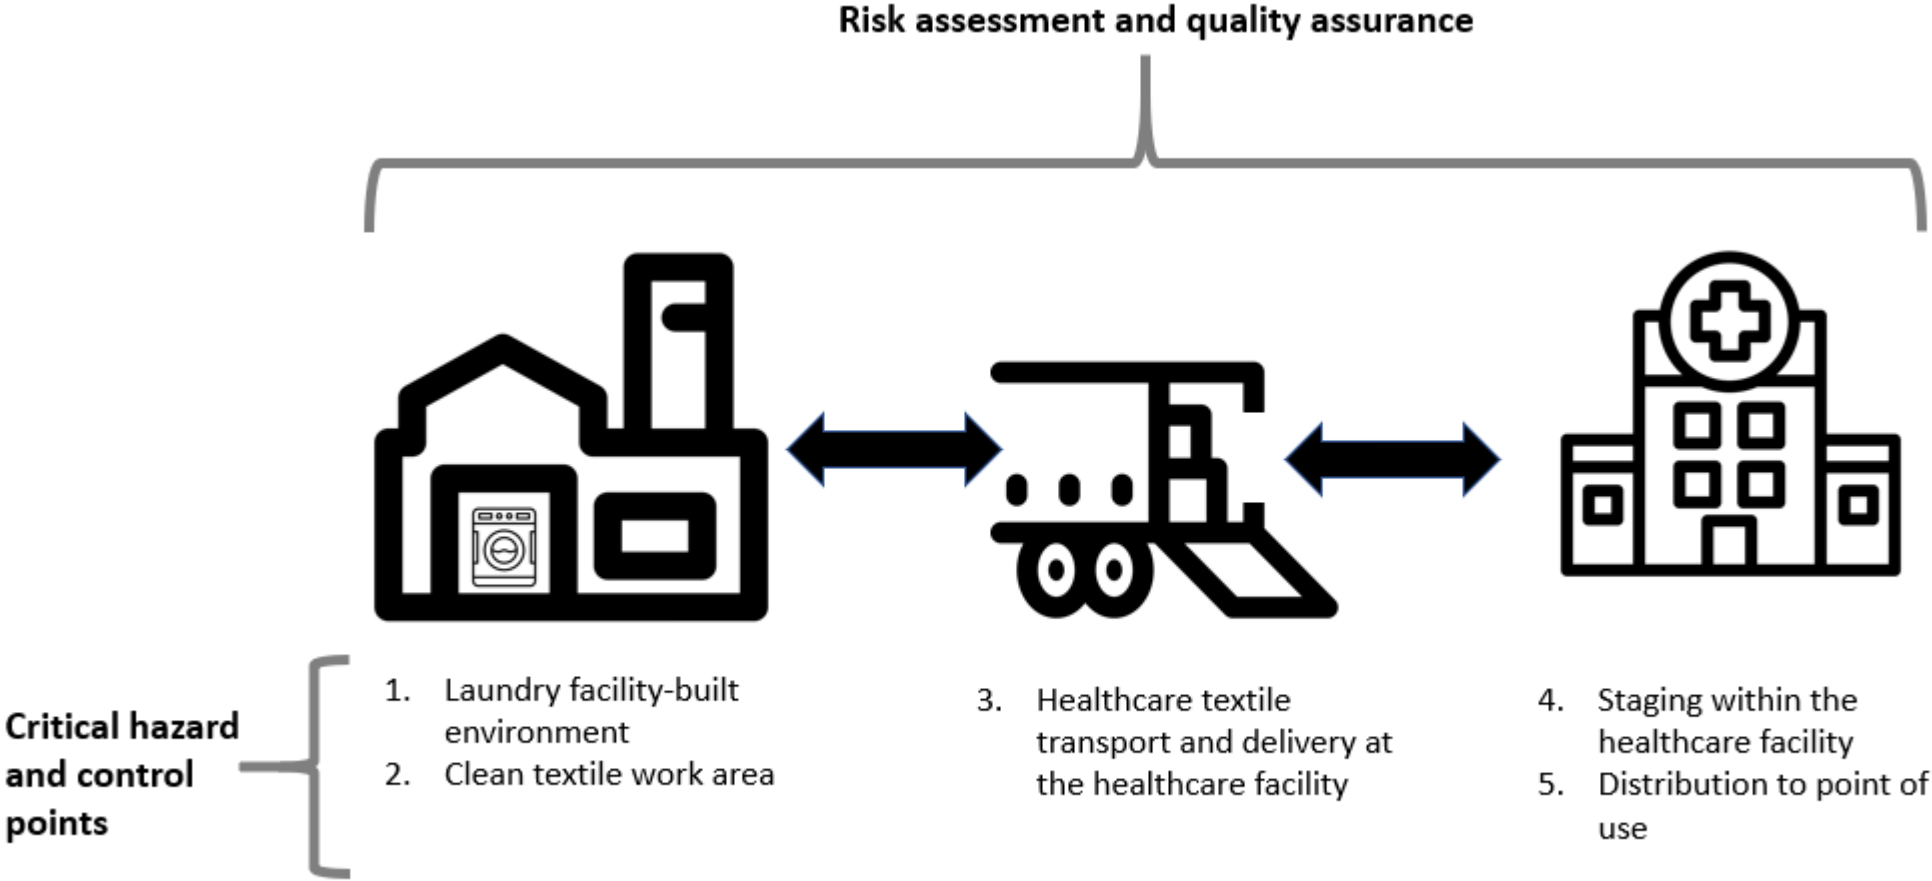 Risk assessment and quality assurance
Critical hazard
and control
points
1. Laundry facility-built
environment
2. Clean textile work area
3. Healthcare textile
transport and delivery at
the healthcare facility
4. Staging within the
healthcare facility
5. Distribution to point of
use